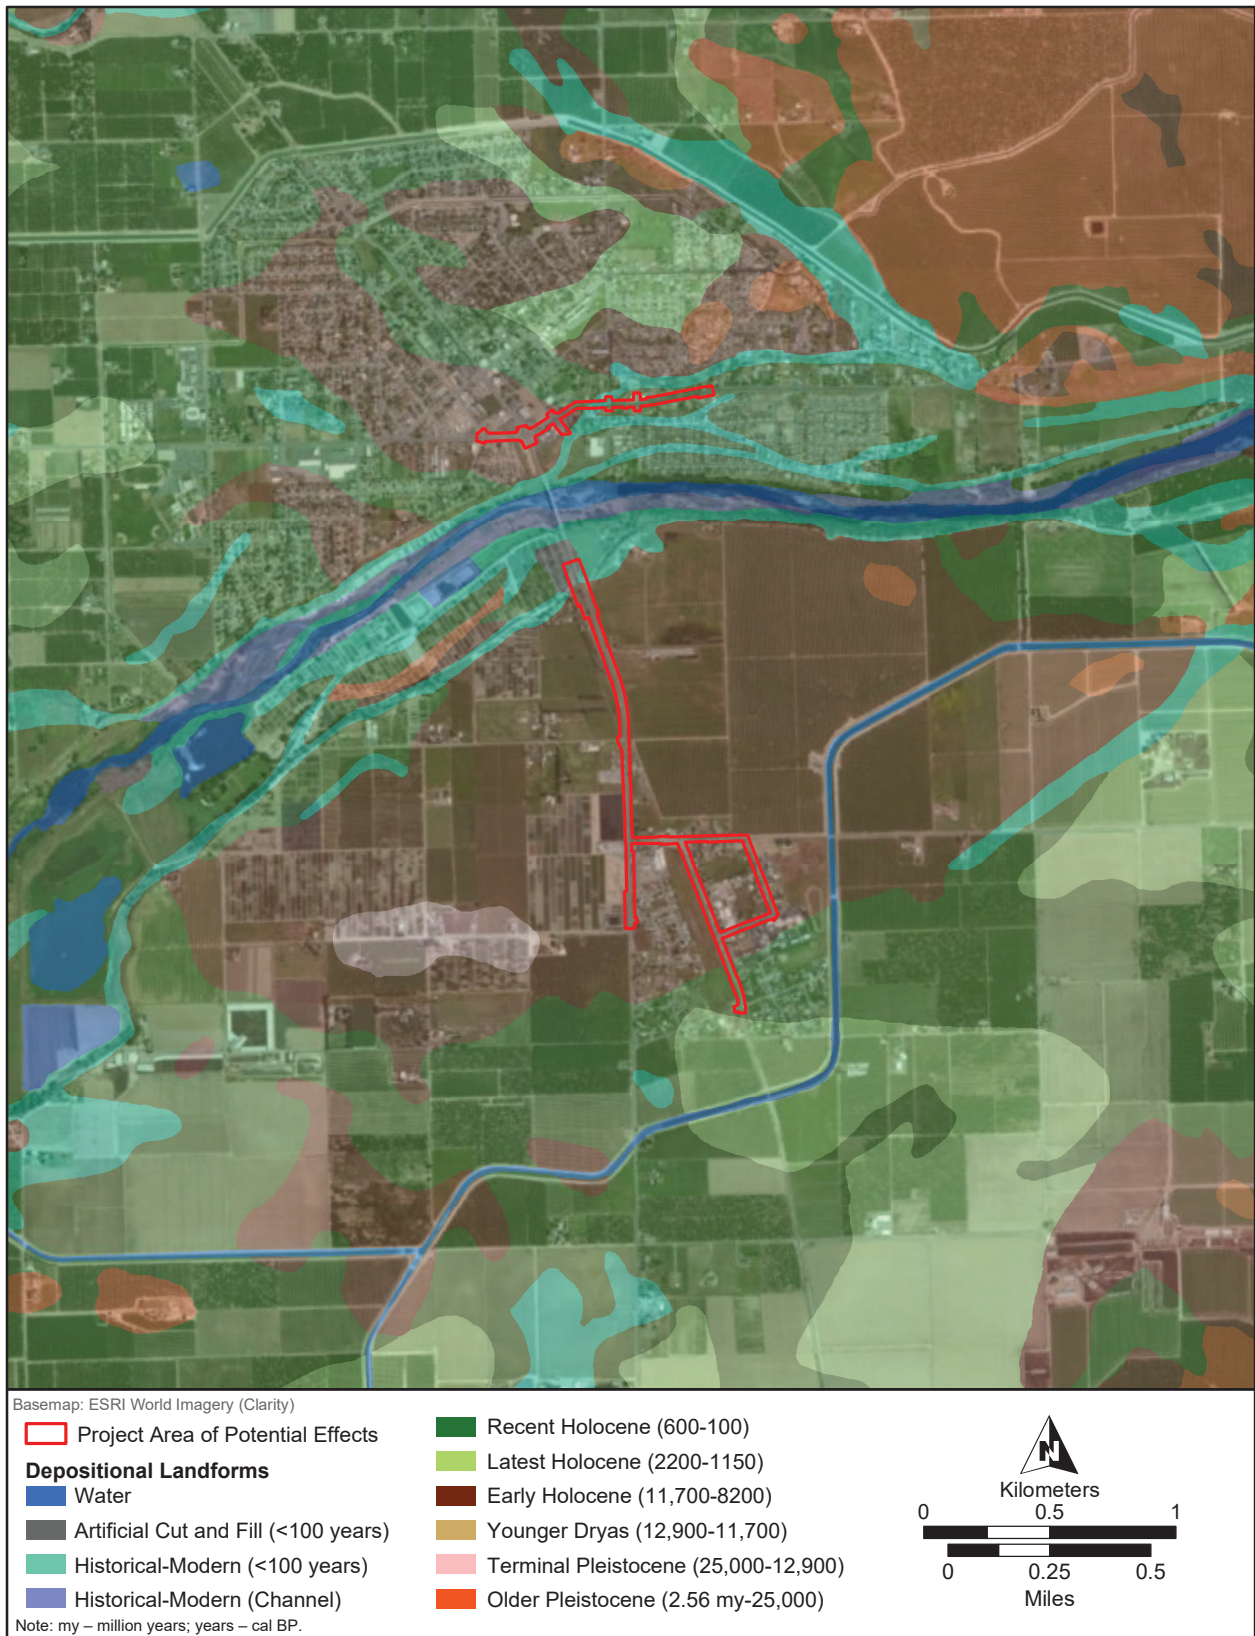 Basemap: ESRI World Imagery (Clarity)
Project Area of Potential Effects
Depositional Landforms
Water
Artificial Cut and Fill (<100 years)
Historical-Modern (<100 years)
Historical-Modern (Channel)
Note: my – million years; years – cal BP.
Recent Holocene (600-100)
Latest Holocene (2200-1150)
Early Holocene (11,700-8200)
Younger Dryas (12,900-11,700)
Terminal Pleistocene (25,000-12,900)
Older Pleistocene (2.56 my-25,000)
N
Kilometers
0 0.5 1
0 0.25 0.5
Miles